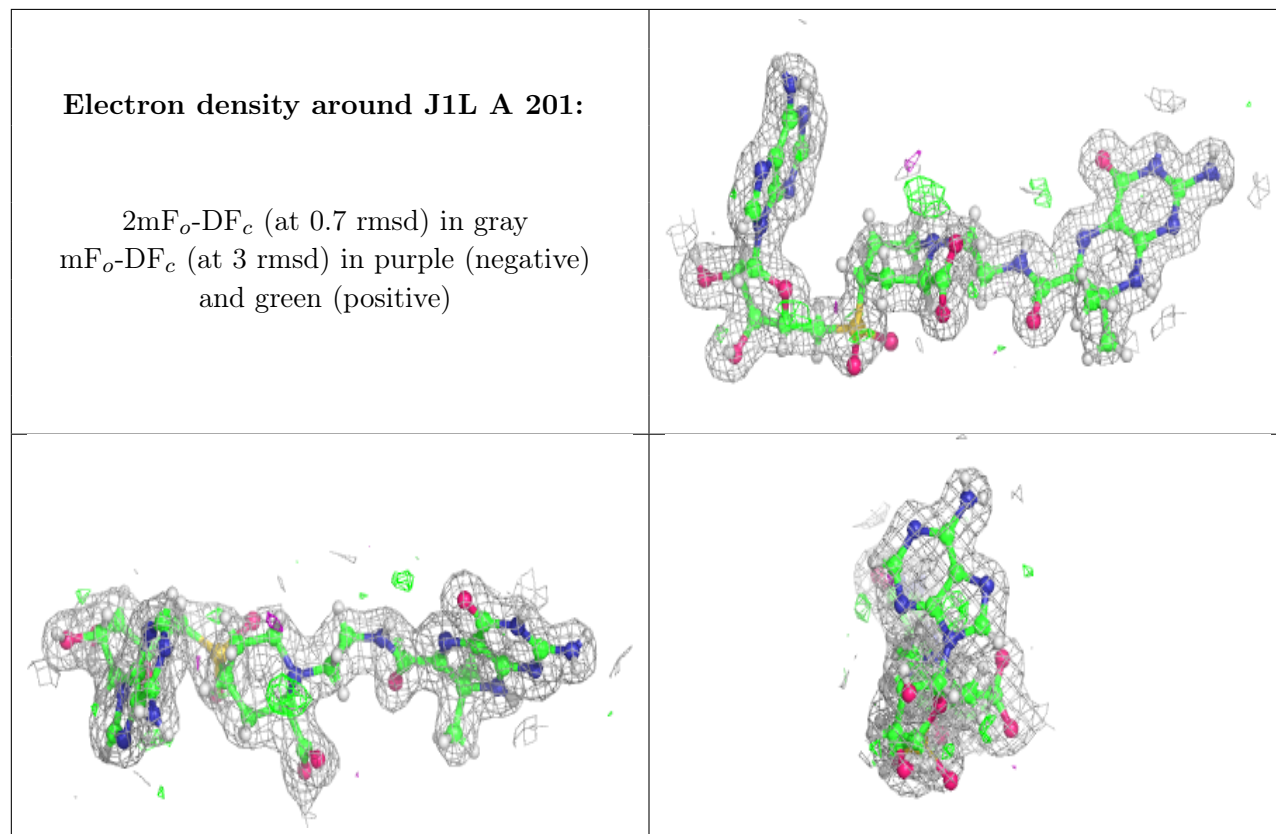 Electron density around J1L A 201:
2mFo-DFc (at 0.7 rmsd) in gray
mFo-DFc (at 3 rmsd) in purple (negative)
and green (positive)